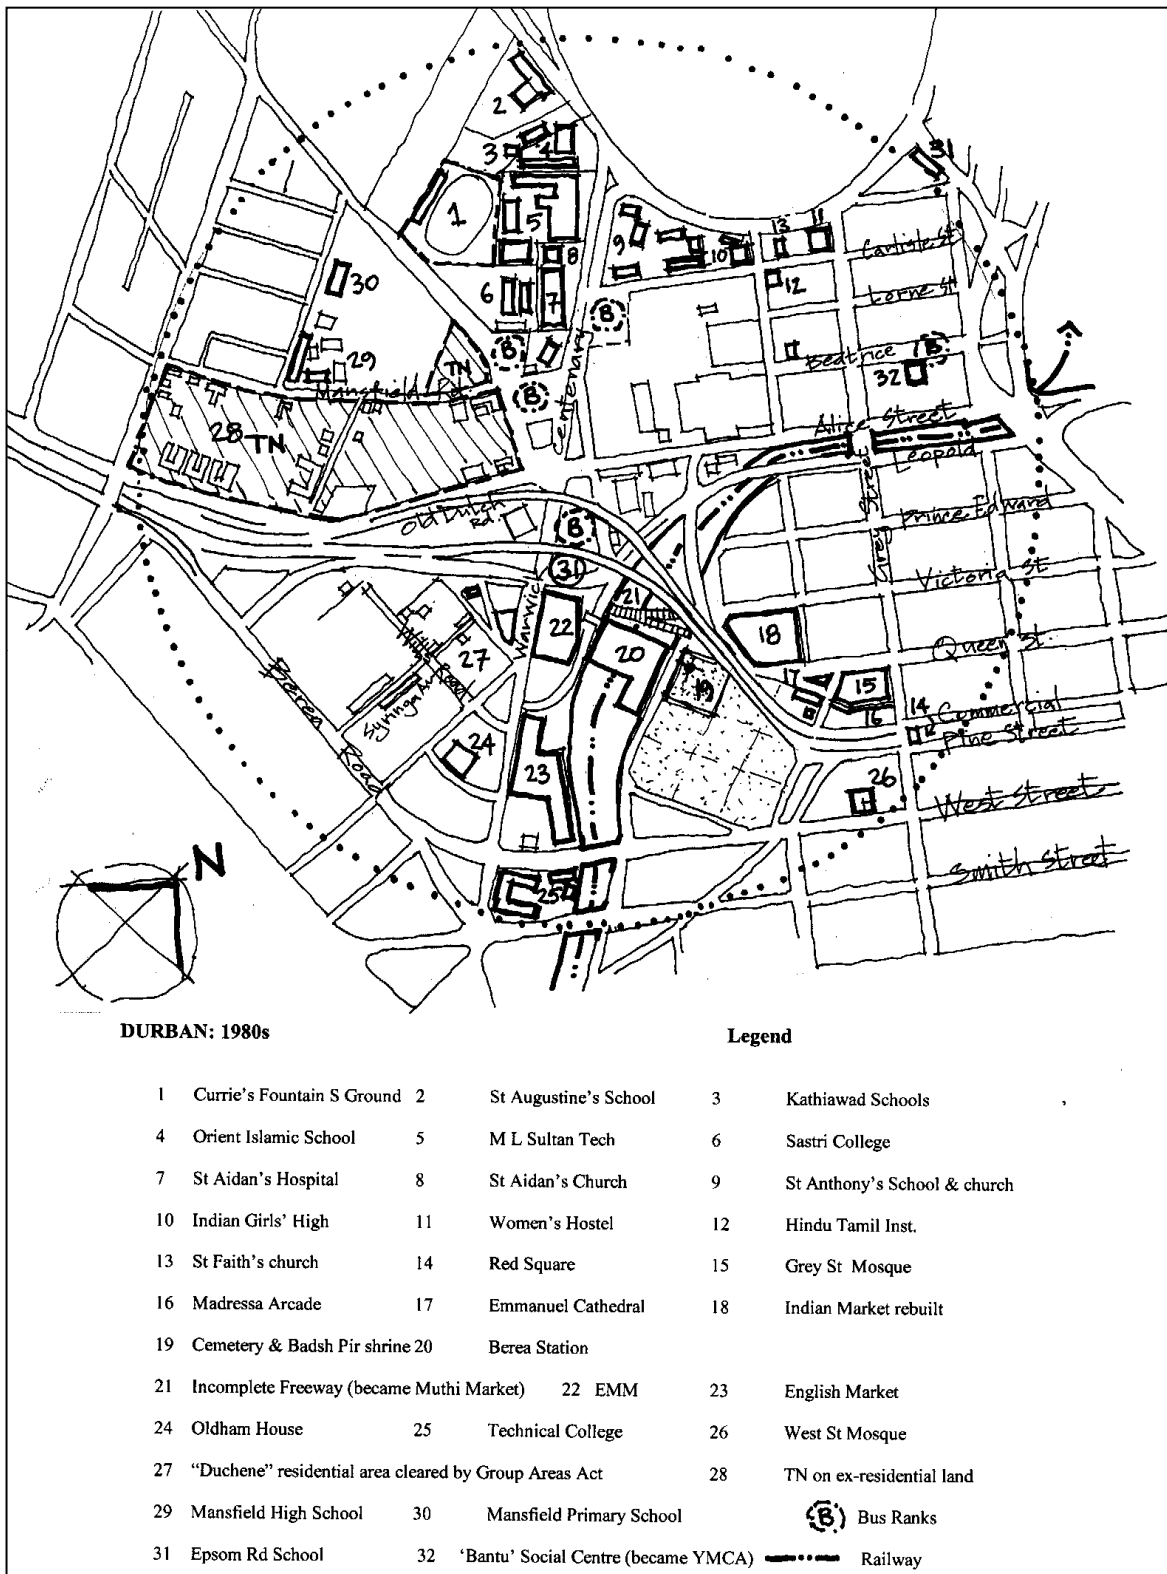 2
31
3
4
1
5
9
10
13
11
Carlisle St
8
30
6
7
12
Lorne St
B
B
29
TN
Beatrice
B
Mansfield Rd
B
Centenary
32
28 TN
Alice Street
Leopold
Old Dutch
Rd.
B
Grey Street
Prince Edward
31
Victoria St
21
Warwic
22
18
27
20
Queen St.
Road
Syringa Av
19
17
15
Berea
Road
16
14
Commercial
24
Pine Street
23
26
West Street
N
25
Smith Street
DURBAN: 1980s
Legend
1 Currie's Fountain S Ground 2 St Augustine's School 3 Kathiawad Schools
4 Orient Islamic School 5 M L Sultan Tech 6 Sastri College
7 St Aidan's Hospital 8 St Aidan's Church 9 St Anthony's School & church
10 Indian Girls' High 11 Women's Hostel 12 Hindu Tamil Inst.
13 St Faith's church 14 Red Square 15 Grey St Mosque
16 Madressa Arcade 17 Emmanuel Cathedral 18 Indian Market rebuilt
19 Cemetery & Badsh Pir shrine 20 Berea Station
21 Incomplete Freeway (became Muthi Market) 22 EMM 23 English Market
24 Oldham House 25 Technical College 26 West St Mosque
27 "Duchene" residential area cleared by Group Areas Act 28 TN on ex-residential land
29 Mansfield High School 30 Mansfield Primary School B Bus Ranks
31 Epsom Rd School 32 'Bantu' Social Centre (became YMCA) Railway